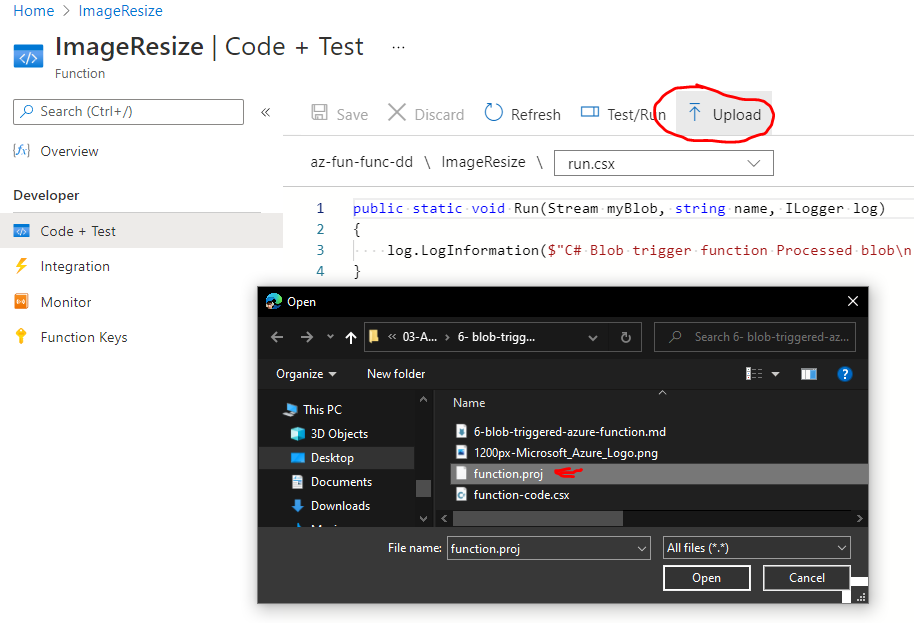 Home > ImageResize
ImageResize | Code + Test ...
Function
Search (Ctrl+/)
«
Save
Discard
Refresh
Test/Run
Upload
Overview
az-fun-func-dd \ ImageResize \ run.csx
Developer
Code + Test
Integration
Monitor
Function Keys
1 public static void Run(Stream myBlob, string name, ILogger log)
2 {
3 log.LogInformation($"C# Blob trigger function Processed blob\n
4 }
Open
« 03-A... > 6- blob-trigg...
Search 6- blob-triggered-az...
Organize
New folder
This PC
3D Objects
Desktop
Documents
Downloads
Name
6-blob-triggered-azure-function.md
1200px-Microsoft_Azure_Logo.png
function.proj
function-code.csx
File name: function.proj
All files (*.*)
Open
Cancel